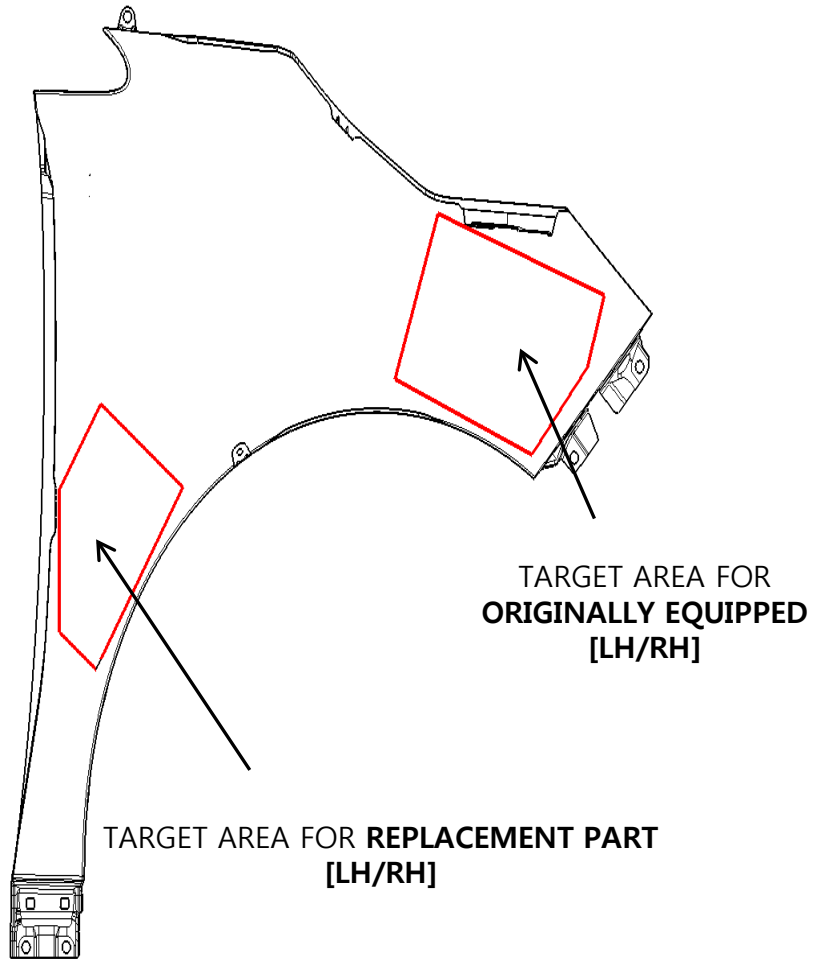 TARGET AREA FOR
ORIGINALLY EQUIPPED
[LH/RH]
TARGET AREA FOR REPLACEMENT PART
[LH/RH]